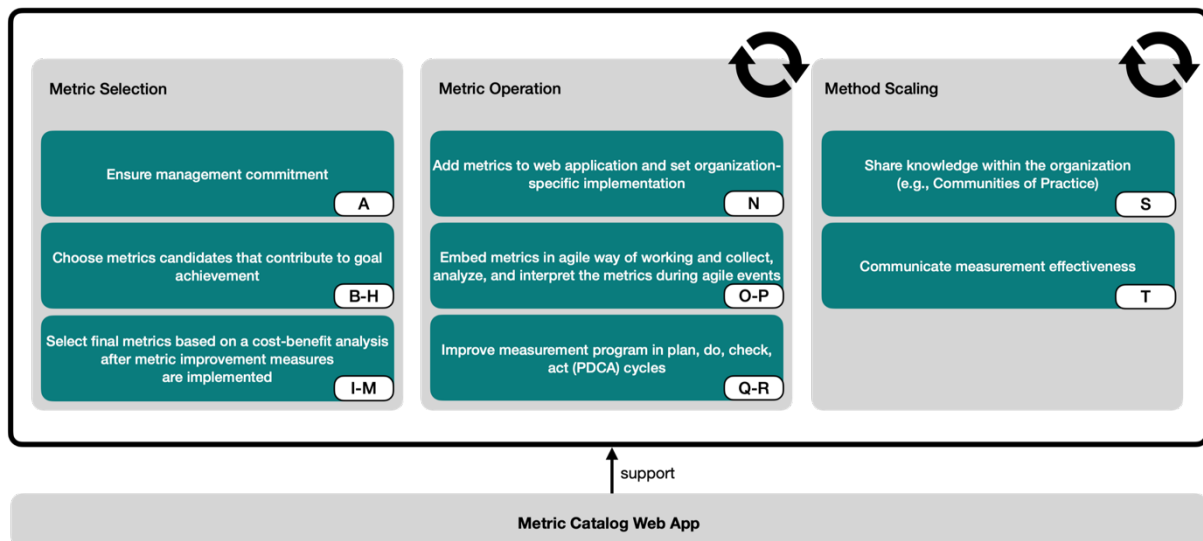 Metric Selection
Ensure management commitment
A
Choose metrics candidates that contribute to goal
achievement
B-H
Select final metrics based on a cost-benefit analysis
after metric improvement measures
are implemented
I-M
Metric Operation
Add metrics to web application and set organization-
specific implementation
N
Embed metrics in agile way of working and collect,
analyze, and interpret the metrics during agile events
O-P
Improve measurement program in plan, do, check,
act (PDCA) cycles
Q-R
Method Scaling
Share knowledge within the organization
(e.g., Communities of Practice)
S
Communicate measurement effectiveness
T
support
Metric Catalog Web App